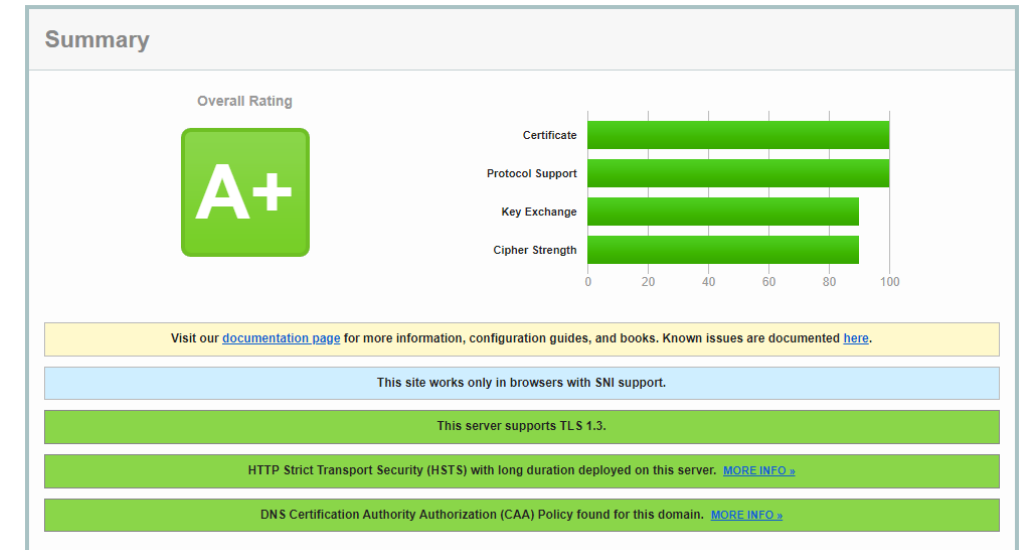 Summary
Overall Rating
A+
Certificate
Protocol Support
Key Exchange
Cipher Strength
0 20 40 60 80 100
Visit our documentation page for more information, configuration guides, and books. Known issues are documented here.
This site works only in browsers with SNI support.
This server supports TLS 1.3.
HTTP Strict Transport Security (HSTS) with long duration deployed on this server. MORE INFO »
DNS Certification Authority Authorization (CAA) Policy found for this domain. MORE INFO »